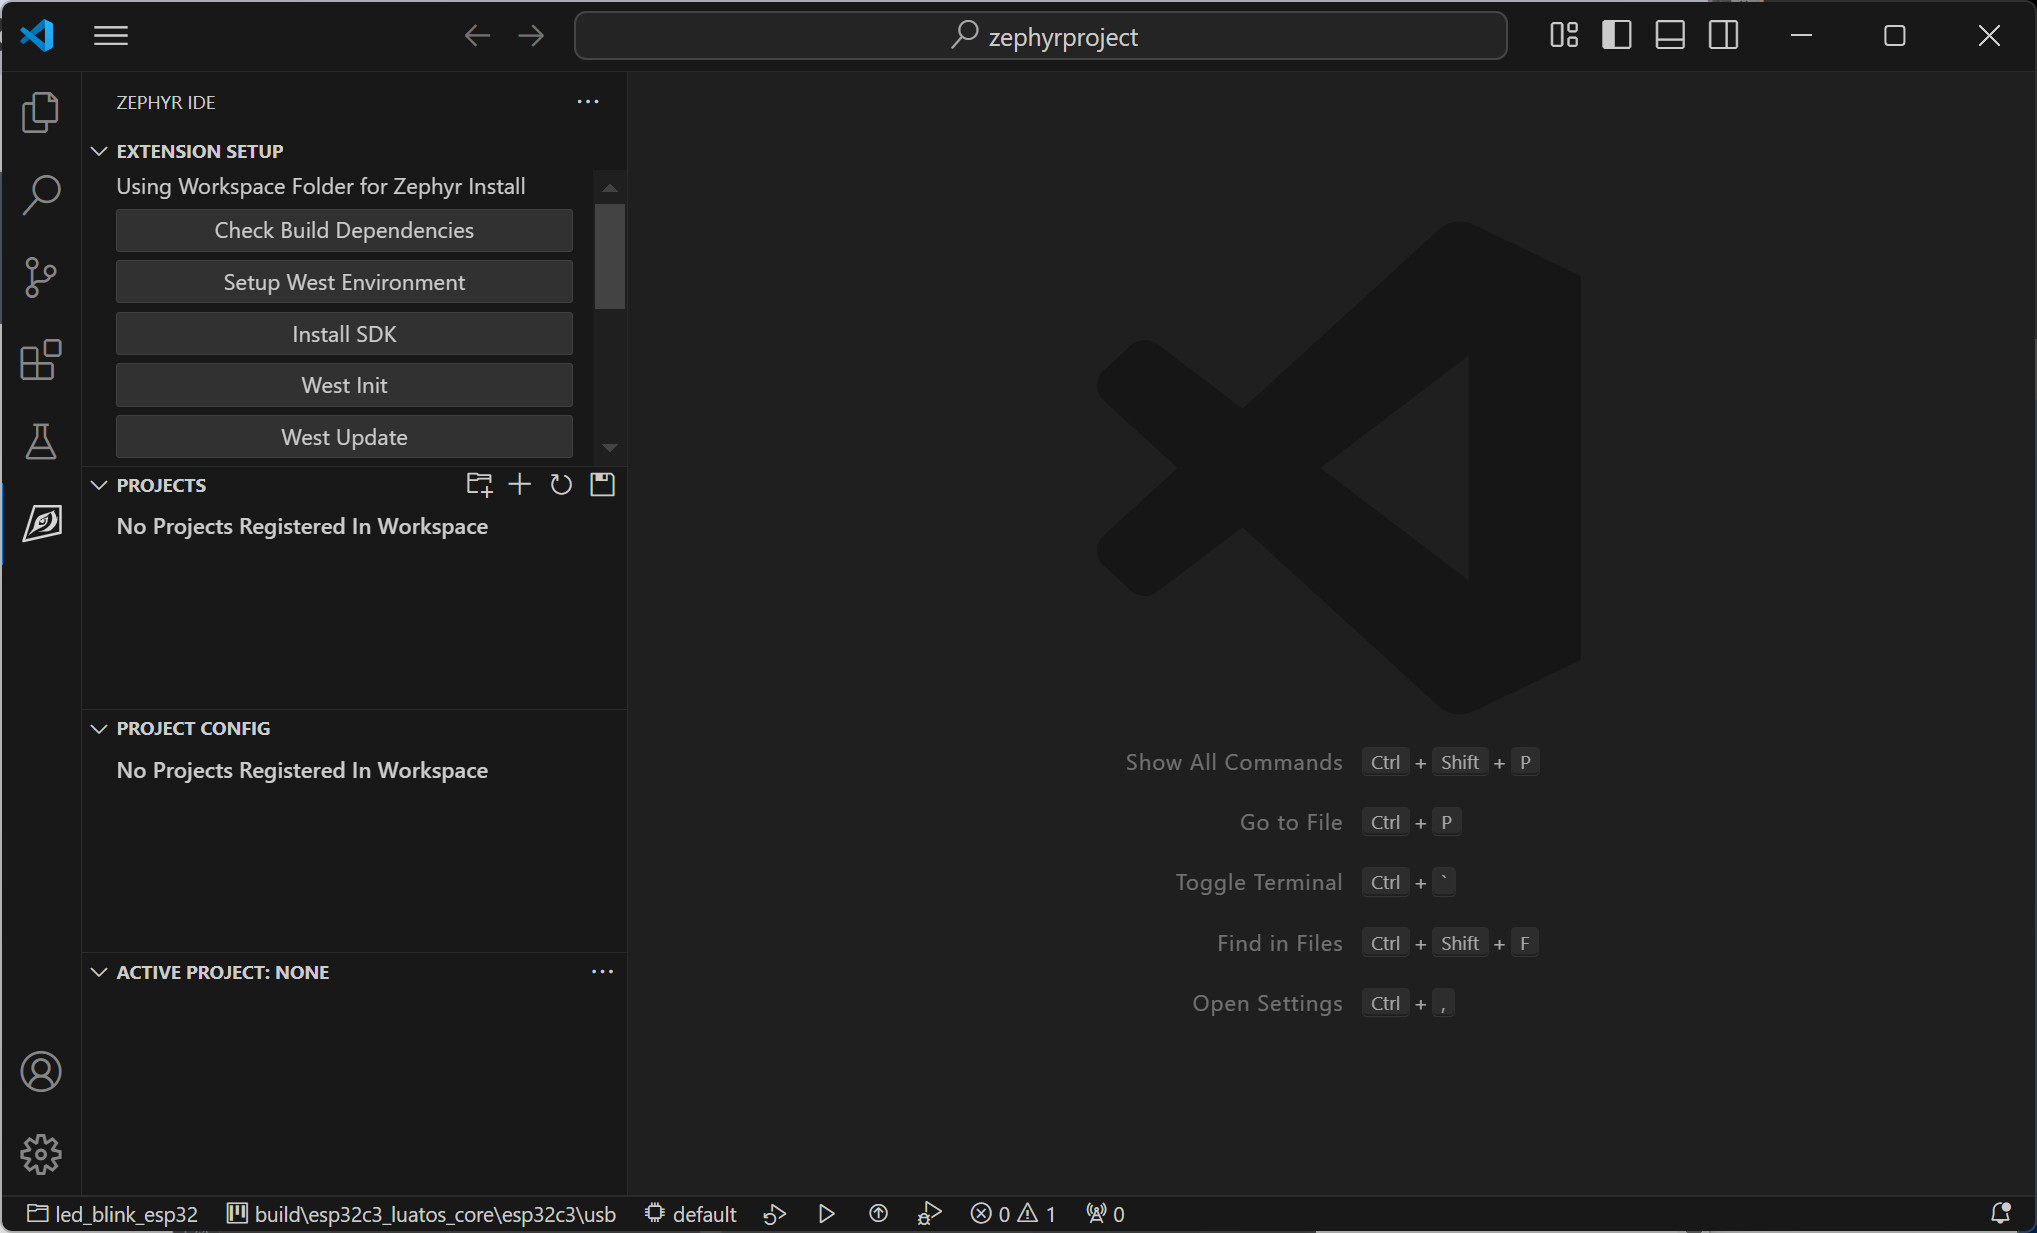 zephyrproject
ZEPHYR IDE
EXTENSION SETUP
Using Workspace Folder for Zephyr Install
Check Build Dependencies
Setup West Environment
Install SDK
West Init
West Update
PROJECTS
No Projects Registered In Workspace
PROJECT CONFIG
No Projects Registered In Workspace
ACTIVE PROJECT: NONE
Show All Commands Ctrl + Shift + P
Go to File Ctrl + P
Toggle Terminal Ctrl + `
Find in Files Ctrl + Shift + F
Open Settings Ctrl + ,
led_blink_esp32 build\esp32c3_luatos_core\esp32c3\usb default 0 1 0